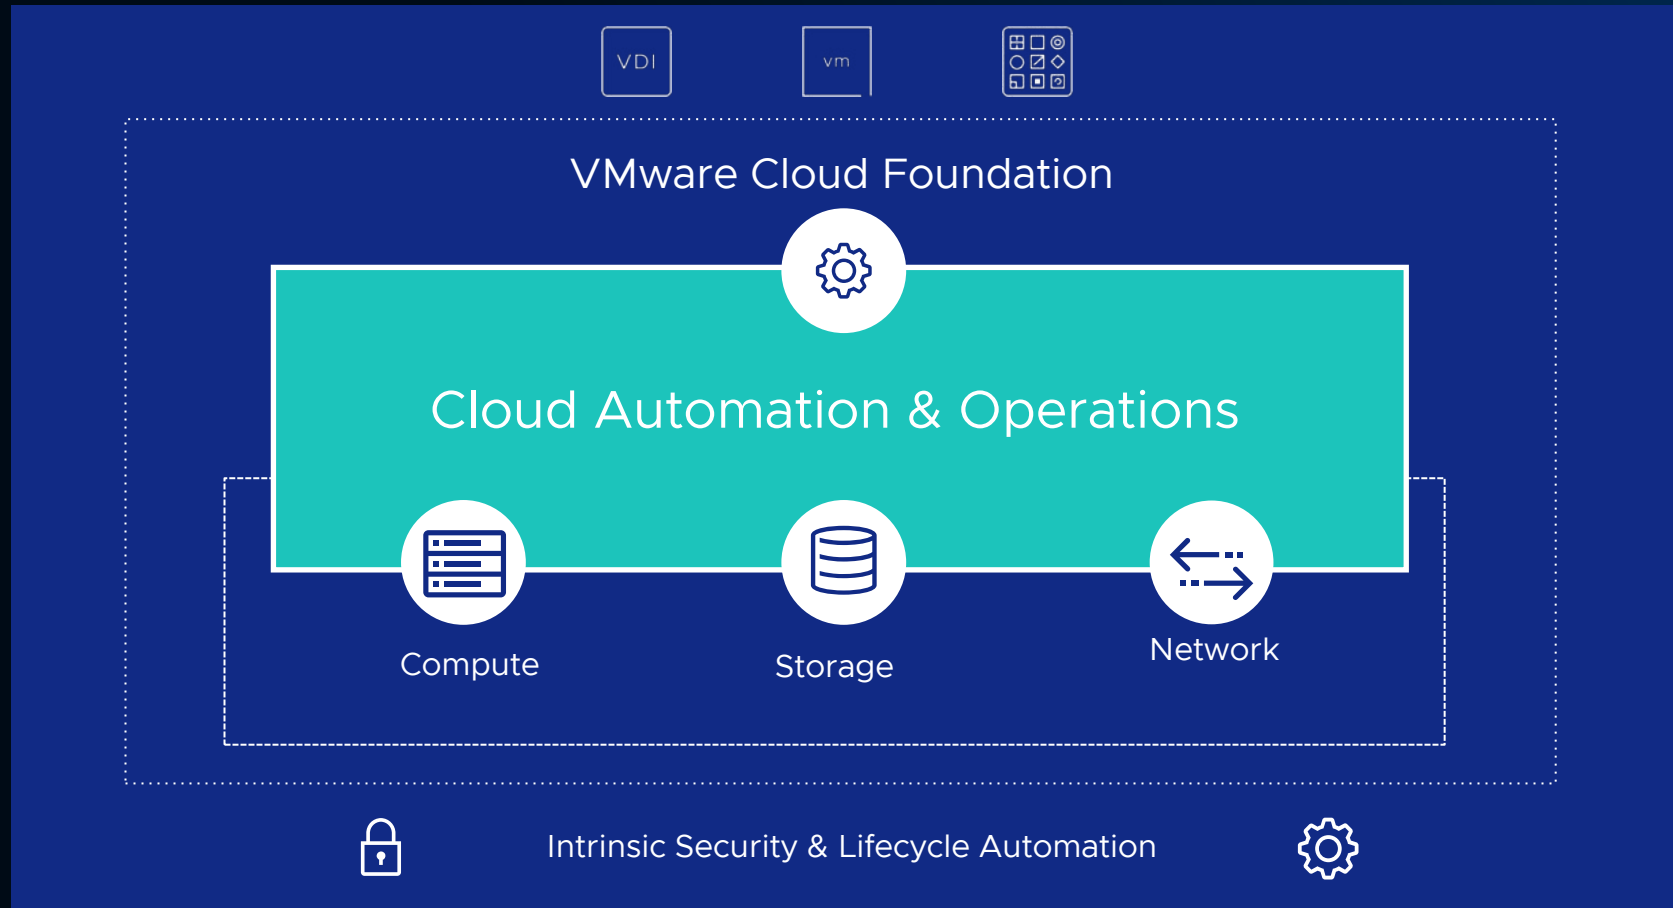 VDI
vm
VMware Cloud Foundation
Cloud Automation & Operations
Compute
Storage
Network
Intrinsic Security & Lifecycle Automation